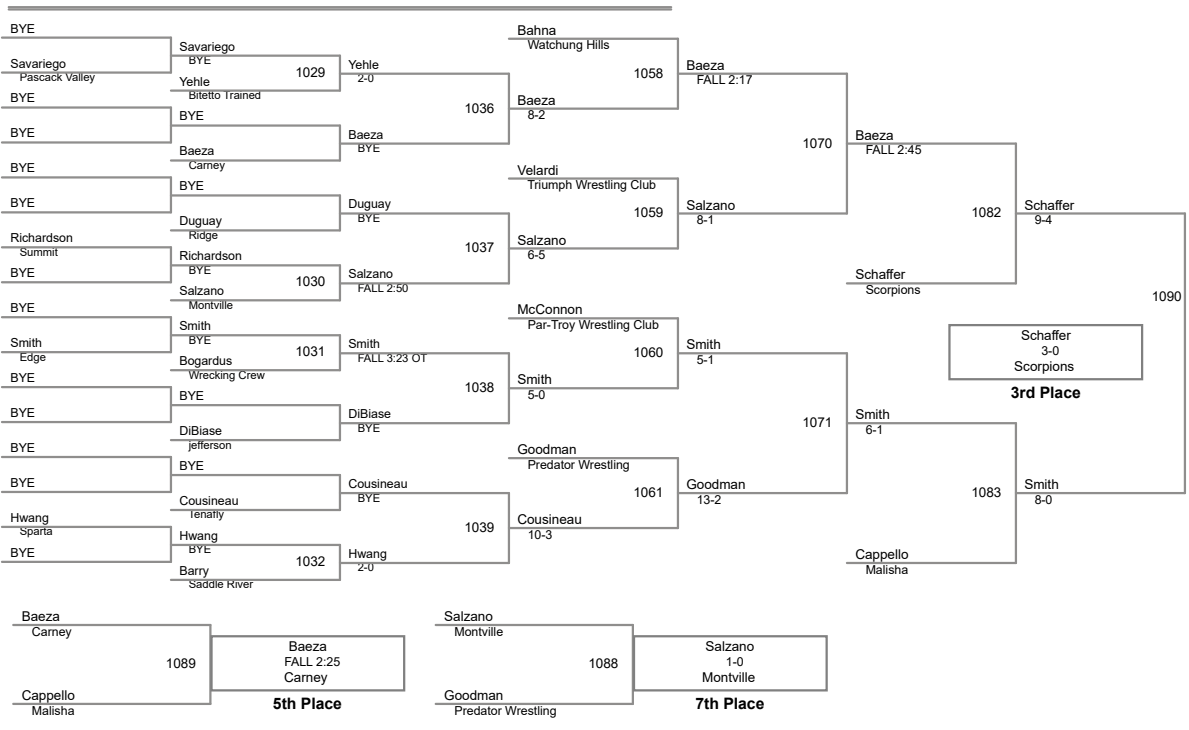 BYE
Savariego
Pascack Valley
BYE
BYE
BYE
BYE
Richardson
Summit
BYE
BYE
Smith
Edge
BYE
BYE
BYE
BYE
Hwang
Sparta
BYE
Savariego
BYE
1029
Yehle
Bitetto Trained
BYE
Baeza
Carney
BYE
Duguay
Ridge
Richardson
BYE
1030
Salzano
Montville
Smith
BYE
1031
Bogardus
Wrecking Crew
BYE
DiBiase
jefferson
BYE
Cousineau
Tenafly
Hwang
BYE
1032
Barry
Saddle River
Yehle
2-0
1036
Baeza
BYE
Duguay
BYE
1037
Salzano
FALL 2:50
Smith
FALL 3:23 OT
1038
DiBiase
BYE
Cousineau
BYE
1039
Hwang
2-0
Bahna
Watchung Hills
1058
Baeza
8-2
Velardi
Triumph Wrestling Club
1059
Salzano
6-5
McConnon
Par-Troy Wrestling Club
1060
Smith
5-0
Goodman
Predator Wrestling
1061
Cousineau
10-3
Baeza
FALL 2:17
1070
Salzano
8-1
Smith
5-1
1071
Goodman
13-2
Baeza
FALL 2:45
1082
Schaffer
Scorpions
Smith
6-1
1083
Cappello
Malisha
Schaffer
9-4
1090
Smith
8-0
Schaffer
3-0
Scorpions
3rd Place
Baeza
Carney
1089
Cappello
Malisha
Baeza
FALL 2:25
Carney
5th Place
Salzano
Montville
1088
Goodman
Predator Wrestling
Salzano
1-0
Montville
7th Place